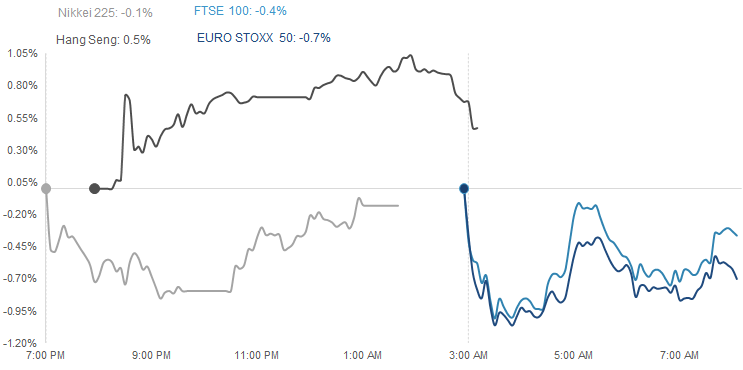 Nikkei 225: -0.1%
FTSE 100: -0.4%
Hang Seng: 0.5%
EURO STOXX 50: -0.7%
1.05%
0.80%
0.55%
0.30%
0.05%
-0.20%
-0.45%
-0.70%
-0.95%
-1.20%
7:00 PM 9:00 PM 11:00 PM 1:00 AM 3:00 AM 5:00 AM 7:00 AM